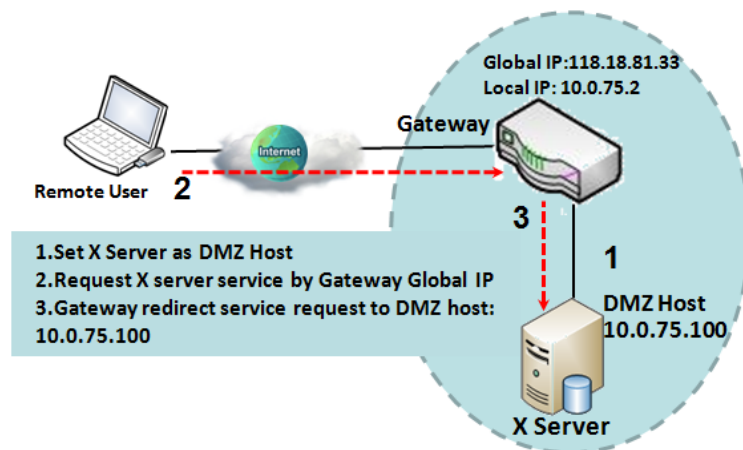 Global IP:118.18.81.33
Local IP: 10.0.75.2
Gateway
Internet
Remote User
2
3
1
1.Set X Server as DMZ Host
2.Request X server service by Gateway Global IP
3.Gateway redirect service request to DMZ host:
10.0.75.100
DMZ Host
10.0.75.100
X Server